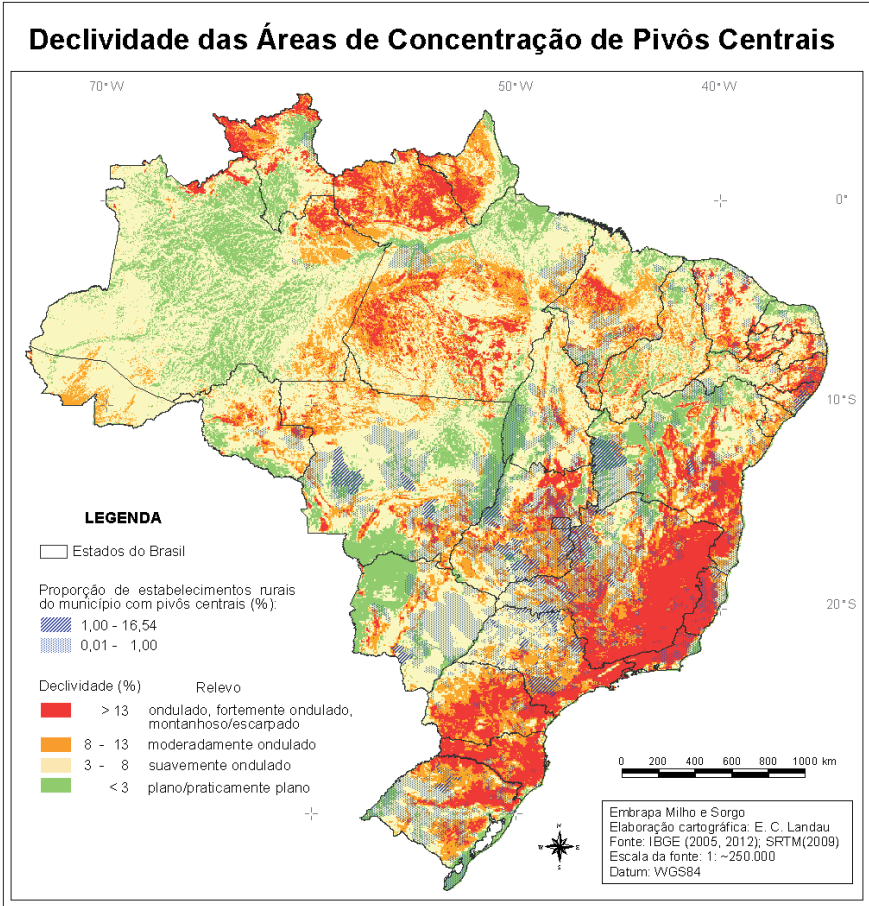 Declividade das Áreas de Concentração de Pivôs Centrais
70° W
50° W
40° W
0°
10° S
20° S
LEGENDA
Estados do Brasil
Proporção de estabelecimentos rurais
do município com pivôs centrais (%):
1,00 - 16,54
0,01 - 1,00
Declividade (%) Relevo
> 13 ondulado, fortemente ondulado,
montanhoso/escarpado
8 - 13 moderadamente ondulado
3 - 8 suavemente ondulado
< 3 plano/praticamente plano
0 200 400 600 800 1000 km
N
W E
S
Embrapa Milho e Sorgo
Elaboração cartográfica: E. C. Landau
Fonte: IBGE (2005, 2012); SRTM(2009)
Escala da fonte: 1: ~250.000
Datum: WGS84